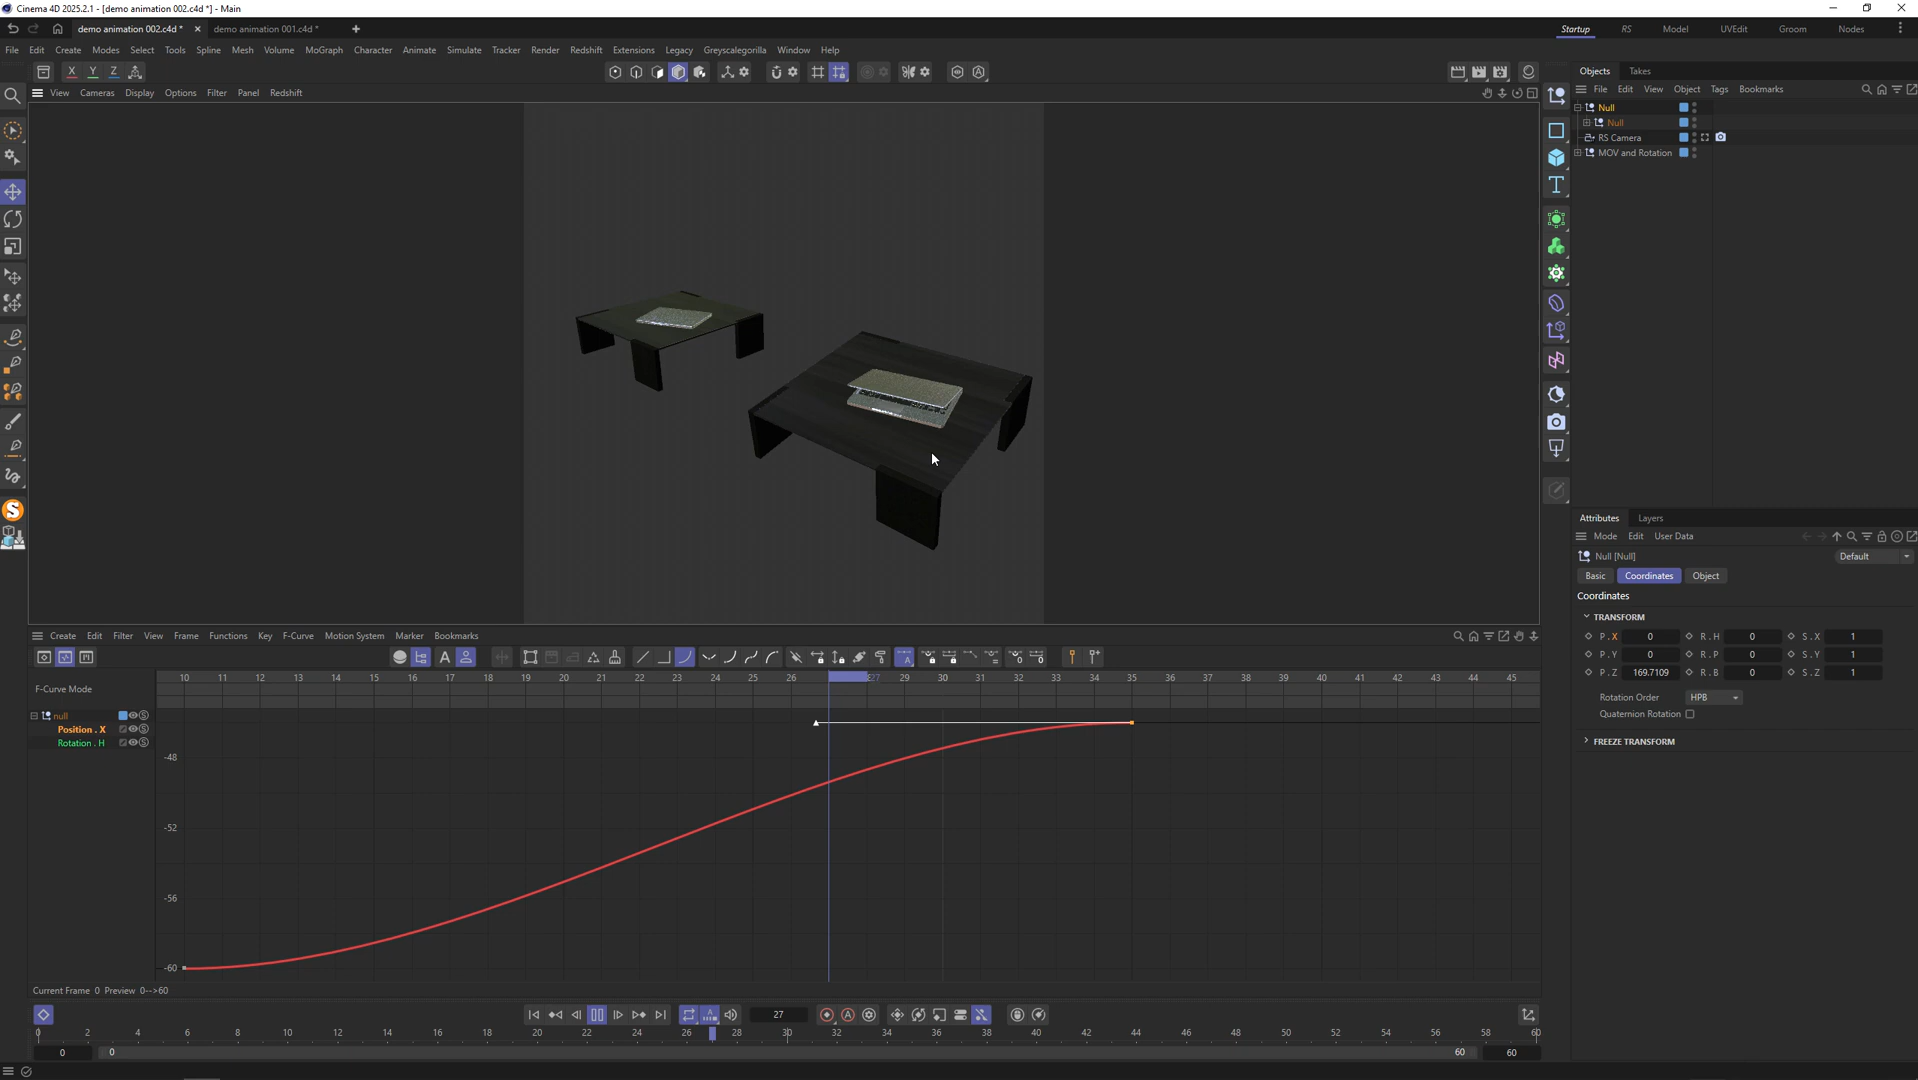 Cinema 4D 2025.2.1 - [demo animation 002.c4d *] - Main
demo animation 002.c4d *
demo animation 001.c4d *
Startup RS Model UVEdit Groom Nodes
File Edit Create Modes Select Tools Spline Mesh Volume MoGraph Character Animate Simulate Tracker Render Redshift Extensions Legacy Greyscalegorilla Window Help
X Y Z
View Cameras Display Options Filter Panel Redshift
Objects Takes
File Edit View Object Tags Bookmarks
Null
Null
RS Camera
MOV and Rotation
Attributes Layers
Mode Edit User Data
Null [Null] Default
Basic Coordinates Object
Coordinates
TRANSFORM
P.X 0 R.H 0 S.X 1
P.Y 0 R.P 0 S.Y 1
P.Z 169.7109 R.B 0 S.Z 1
Rotation Order HPB
Quaternion Rotation
FREEZE TRANSFORM
Create Edit Filter View Frame Functions Key F-Curve Motion System Marker Bookmarks
10 11 12 13 14 15 16 17 18 19 20 21 22 23 24 25 26 27 29 30 31 32 33 34 35 36 37 38 39 40 41 42 43 44 45
F-Curve Mode
null
Position . X
Rotation . H
-48
-52
-56
-60
Current Frame 0 Preview 0-->60
27
0 2 4 6 8 10 12 14 16 18 20 22 24 26 28 30 32 34 36 38 40 42 44 46 48 50 52 54 56 58 60
0 0 60 60